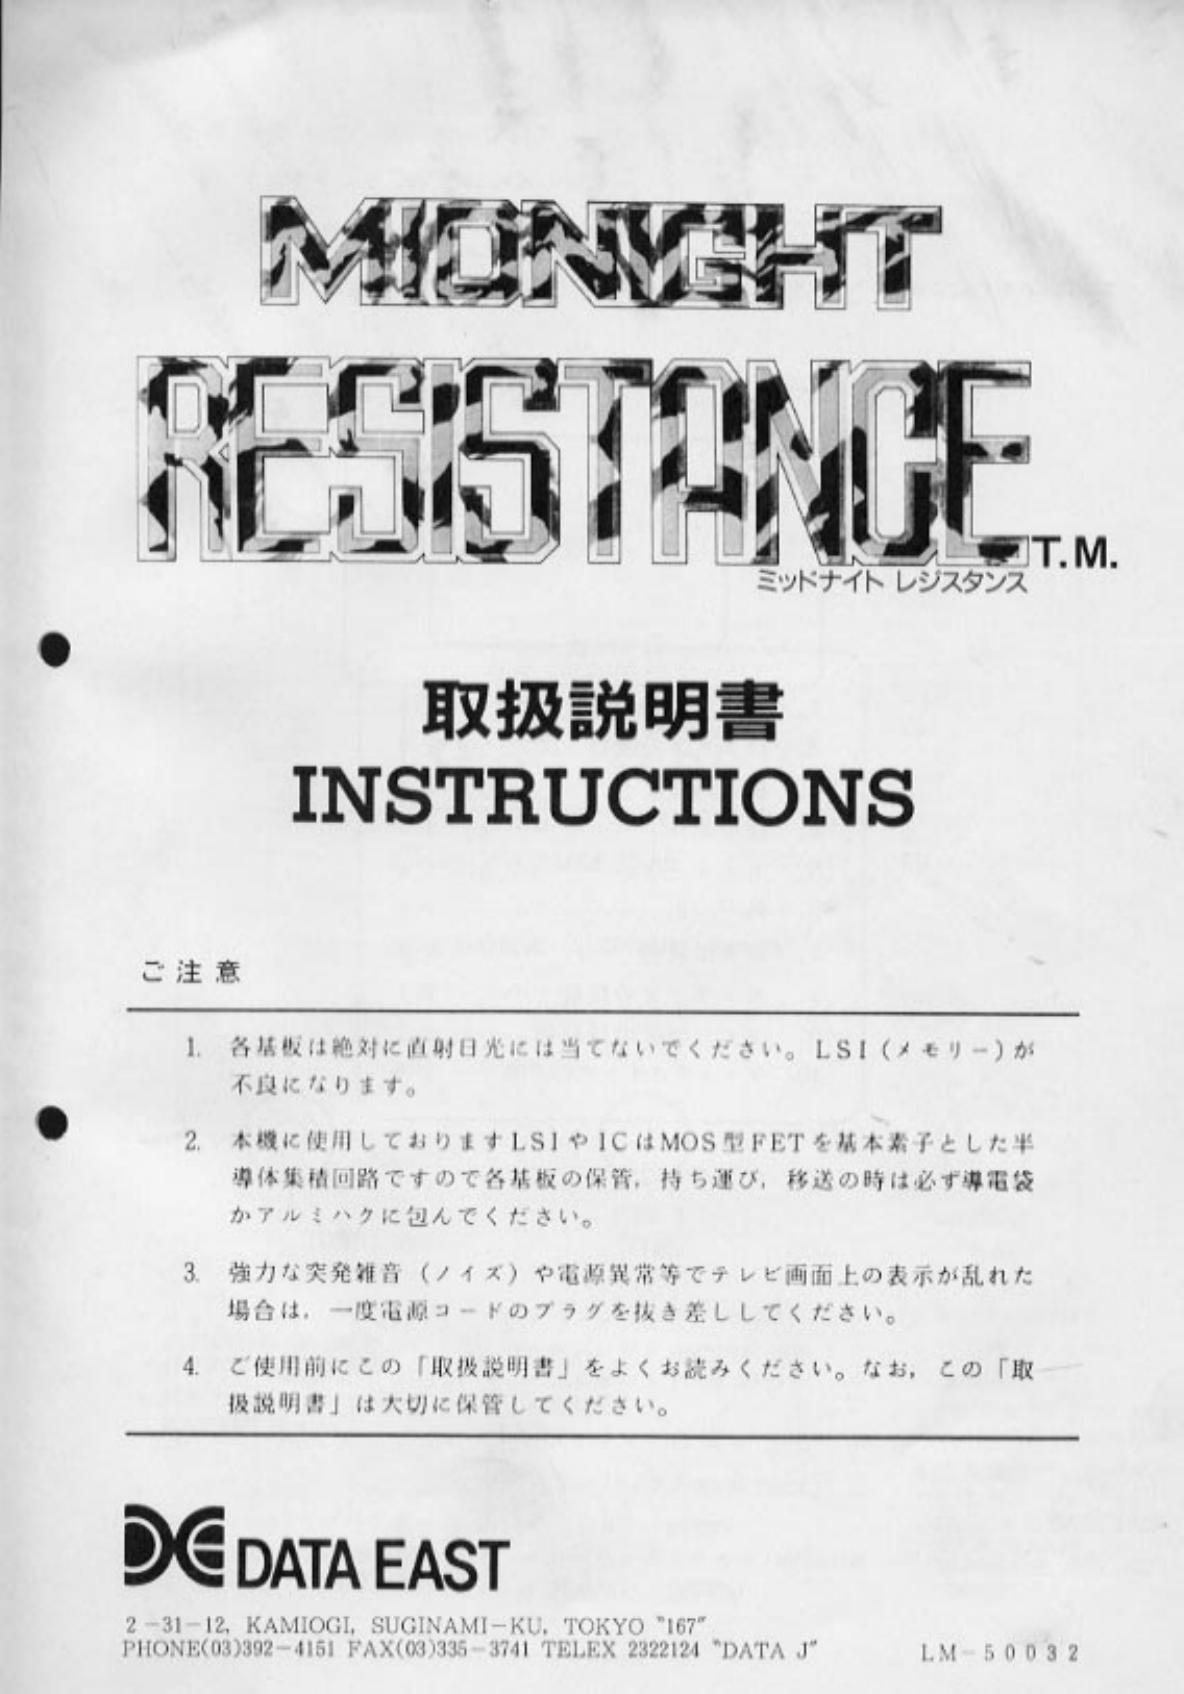 MIDNIGHT
RESISTANCE T.M.
ミッドナイト レジスタンス
取扱説明書
INSTRUCTIONS
ご注意
1. 各基板は絶対に直射日光には当てないでください。LSI(メモリー)が
不良になります。
2. 本機に使用しておりますLSIやICはMOS型FETを基本素子とした半
導体集積回路ですので各基板の保管,持ち運び,移送の時は必ず導電袋
かアルミハクに包んでください。
3. 強力な突発雑音(ノイズ)や電源異常等でテレビ画面上の表示が乱れた
場合は,一度電源コードのプラグを抜き差ししてください。
4. ご使用前にこの「取扱説明書」をよくお読みください。なお,この「取
扱説明書」は大切に保管してください。
DE DATA EAST
2-31-12, KAMIOGI, SUGINAMI-KU, TOKYO "167"
PHONE(03)392-4151 FAX(03)335-3741 TELEX 2322124 "DATA J"
LM-50032